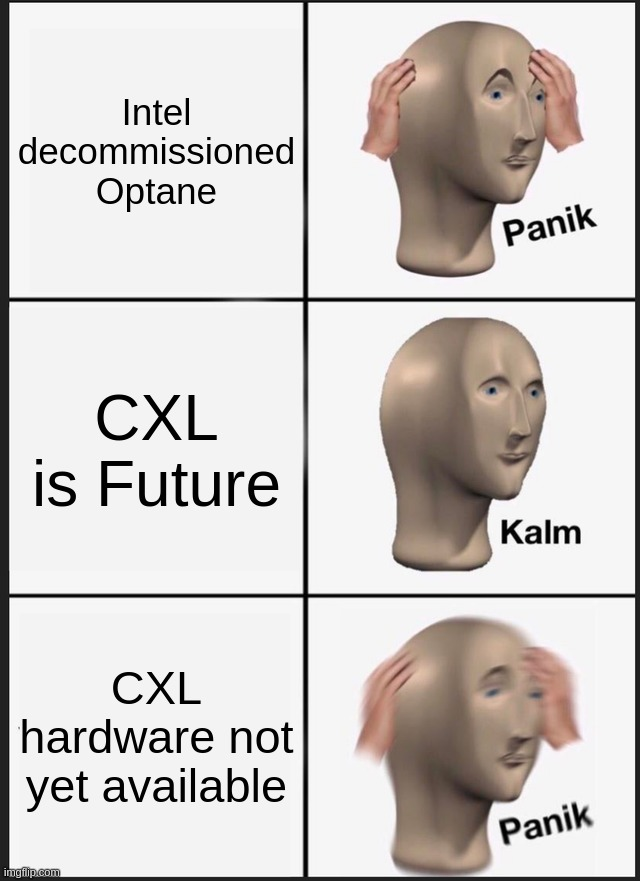 Intel
decommissioned
Optane
Panik
CXL
is Future
Kalm
CXL
hardware not
yet available
Panik
imgflip.com